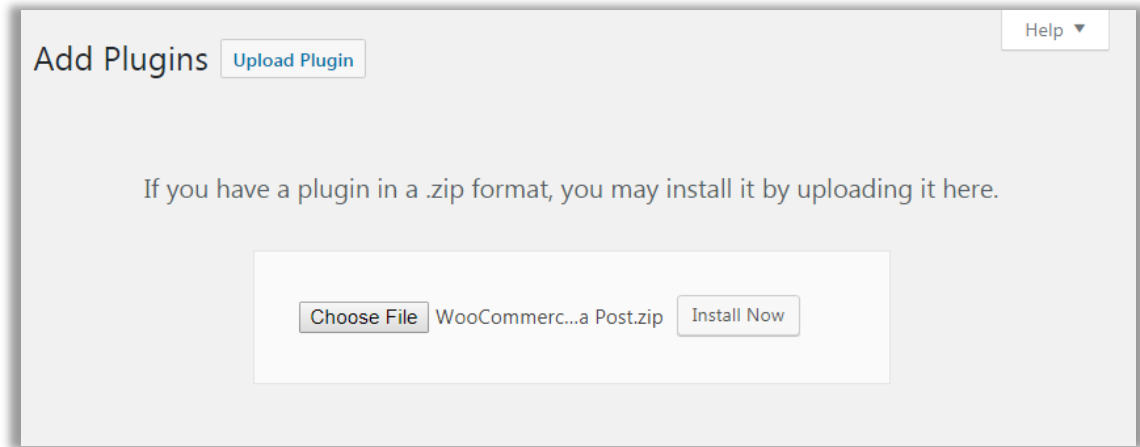 Help ▼
Add Plugins Upload Plugin
If you have a plugin in a .zip format, you may install it by uploading it here.
Choose File WooCommerc...a Post.zip Install Now